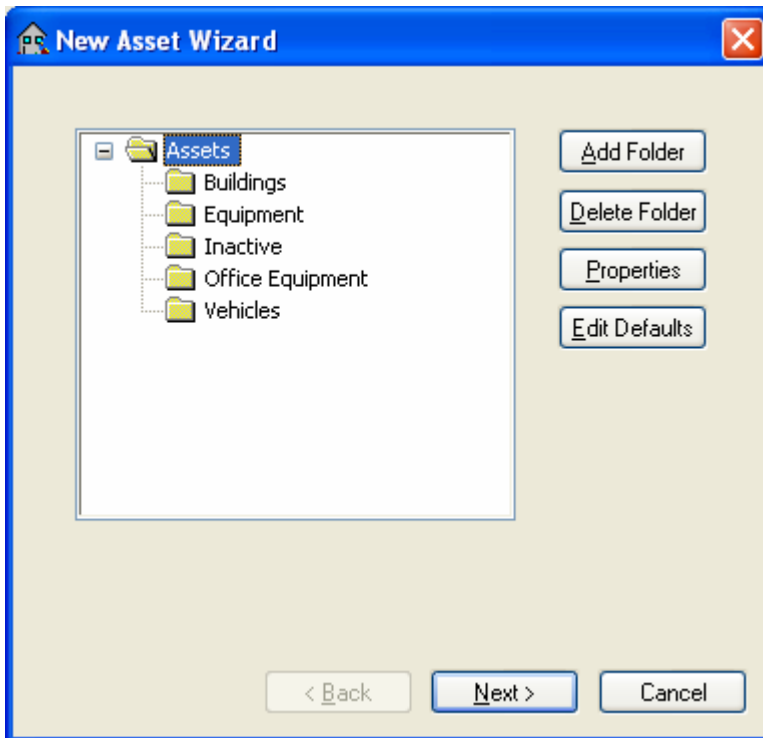 New Asset Wizard
Assets
Buildings
Equipment
Inactive
Office Equipment
Vehicles
Add Folder
Delete Folder
Properties
Edit Defaults
< Back
Next >
Cancel